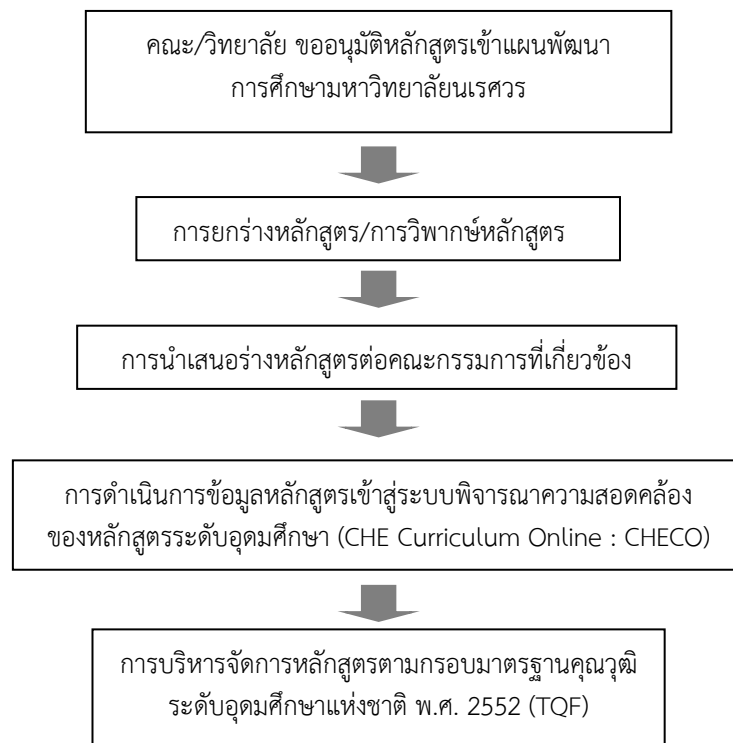 คณะ/วิทยาลัย ขออนุมัติหลักสูตรเข้าแผนพัฒนา
การศึกษามหาวิทยาลัยนเรศวร
การยกร่างหลักสูตร/การวิพากษ์หลักสูตร
การนำเสนอร่างหลักสูตรต่อคณะกรรมการที่เกี่ยวข้อง
การดำเนินการข้อมูลหลักสูตรเข้าสู่ระบบพิจารณาความสอดคล้อง
ของหลักสูตรระดับอุดมศึกษา (CHE Curriculum Online : CHECO)
การบริหารจัดการหลักสูตรตามกรอบมาตรฐานคุณวุฒิ
ระดับอุดมศึกษาแห่งชาติ พ.ศ. 2552 (TQF)